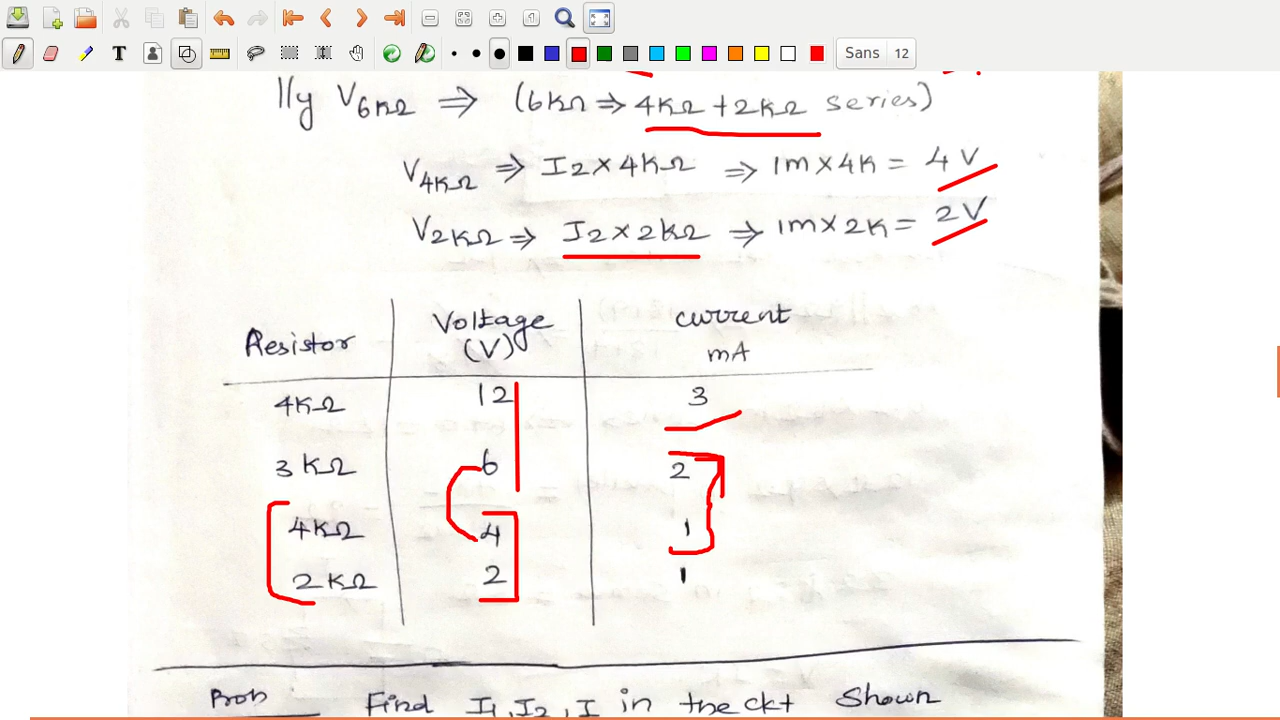 Sans 12
lly V6KΩ ⇒ (6KΩ ⇒ 4KΩ + 2KΩ series)
V4KΩ ⇒ I2 × 4KΩ ⇒ 1m × 4K = 4V
V2KΩ ⇒ I2 × 2KΩ ⇒ 1m × 2K = 2V
Resistor Voltage (V) current mA
4KΩ 12 3
3KΩ 6 2
4KΩ 4 1
2KΩ 2 1
Prob Find I1, I2, I in the ckt Shown